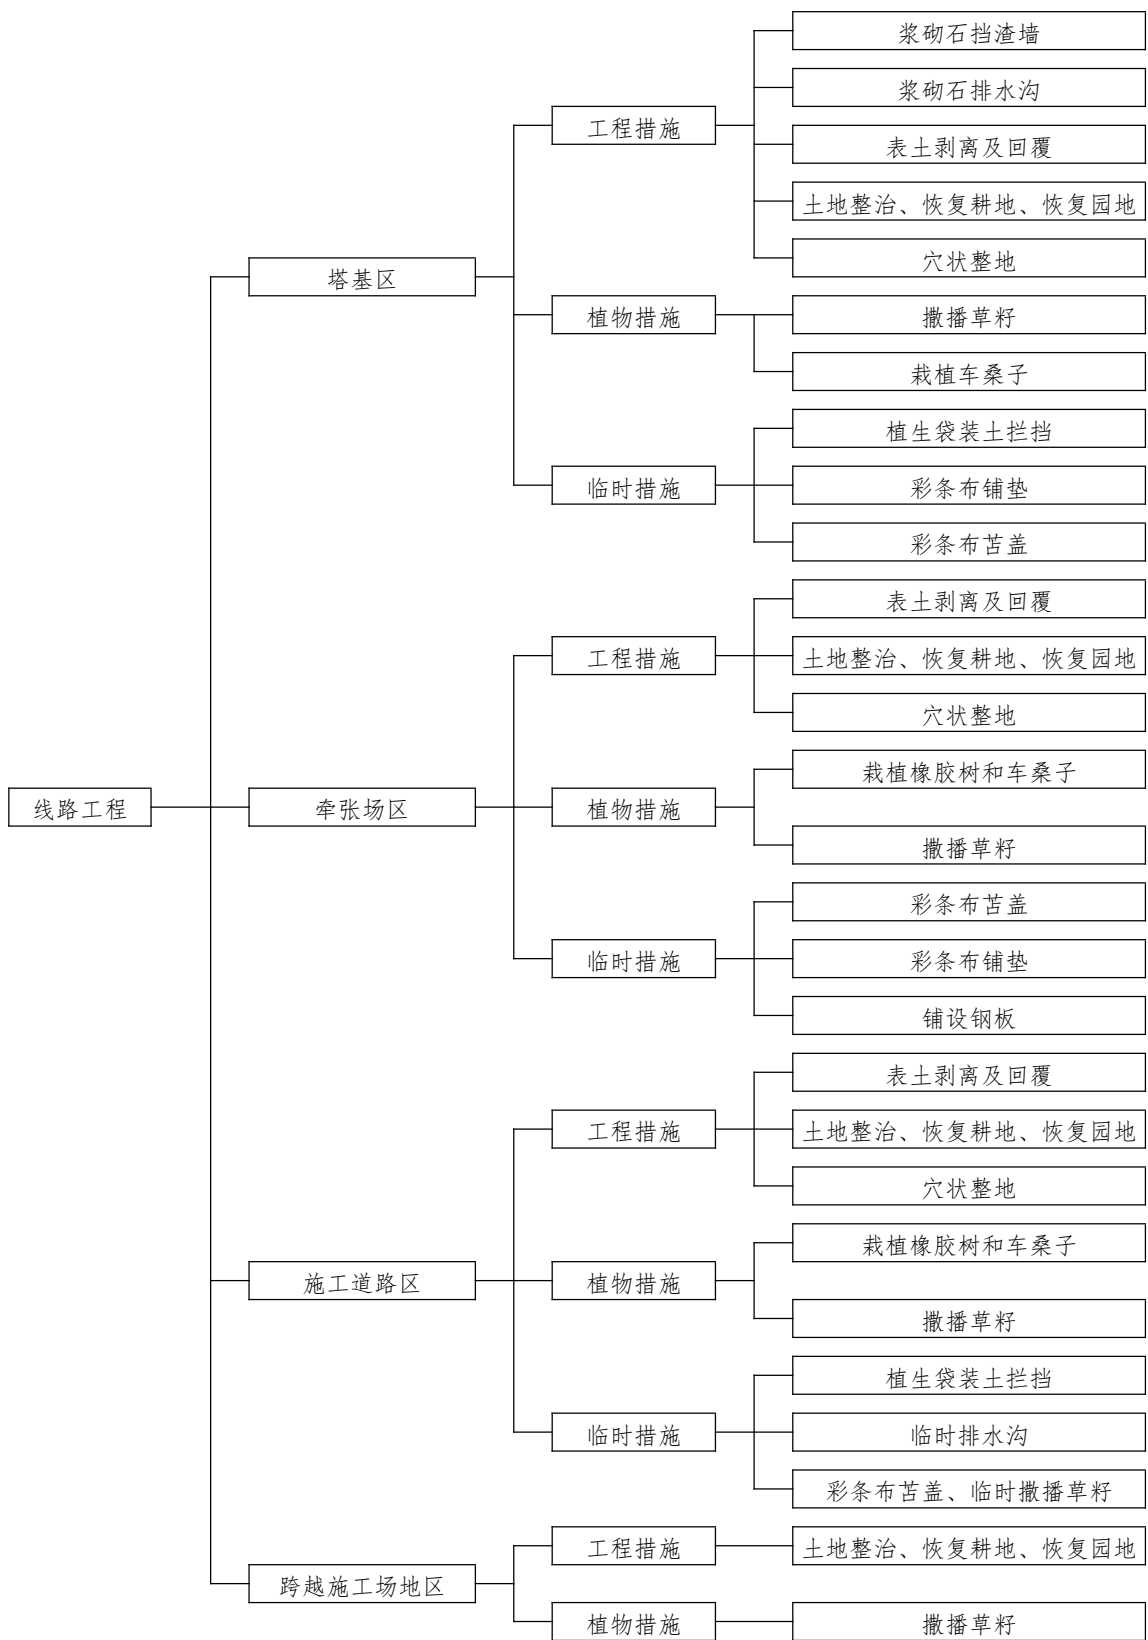 浆砌石挡渣墙
浆砌石排水沟
工程措施
表土剥离及回覆
土地整治、恢复耕地、恢复园地
穴状整地
塔基区
植物措施
撒播草籽
栽植车桑子
植生袋装土拦挡
临时措施
彩条布铺垫
彩条布苫盖
表土剥离及回覆
工程措施
土地整治、恢复耕地、恢复园地
穴状整地
栽植橡胶树和车桑子
线路工程
牵张场区
植物措施
撒播草籽
彩条布苫盖
临时措施
彩条布铺垫
铺设钢板
表土剥离及回覆
工程措施
土地整治、恢复耕地、恢复园地
穴状整地
栽植橡胶树和车桑子
施工道路区
植物措施
撒播草籽
植生袋装土拦挡
临时措施
临时排水沟
彩条布苫盖、临时撒播草籽
工程措施
土地整治、恢复耕地、恢复园地
跨越施工场地区
植物措施
撒播草籽